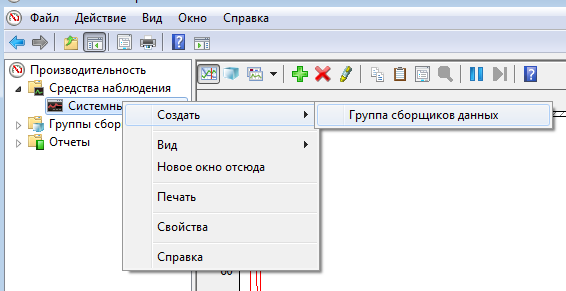 Файл Действие Вид Окно Справка
Производительность
Средства наблюдения
Системны
Группы сбор
Отчеты
Создать
Группа сборщиков данных
Вид
Новое окно отсюда
Печать
Свойства
Справка